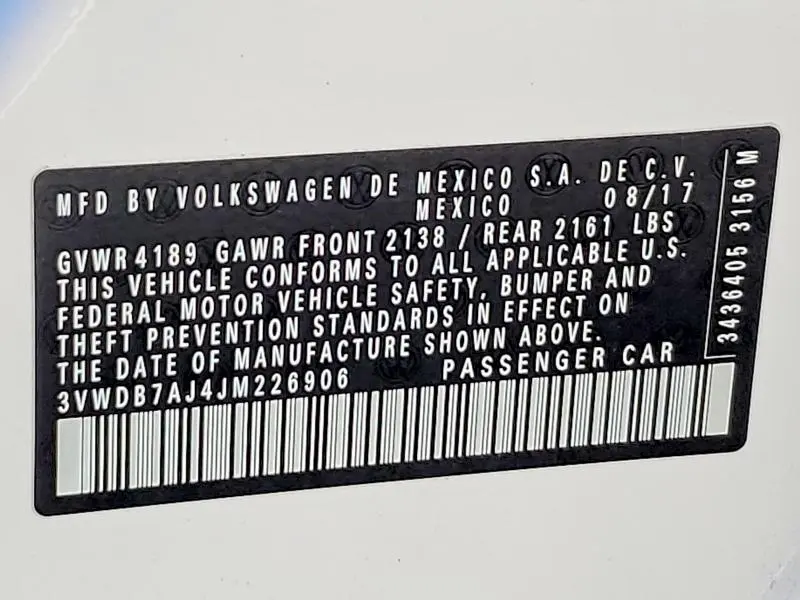 MFD BY VOLKSWAGEN DE MEXICO S.A. DE C.V.
MEXICO 08/17
GVWR 4189 GAWR FRONT 2138 / REAR 2161 LBS
THIS VEHICLE CONFORMS TO ALL APPLICABLE U.S.
FEDERAL MOTOR VEHICLE SAFETY, BUMPER AND
THEFT PREVENTION STANDARDS IN EFFECT ON
THE DATE OF MANUFACTURE SHOWN ABOVE.
3VWDB7AJ4JM226906 PASSENGER CAR
3436405 3156 M